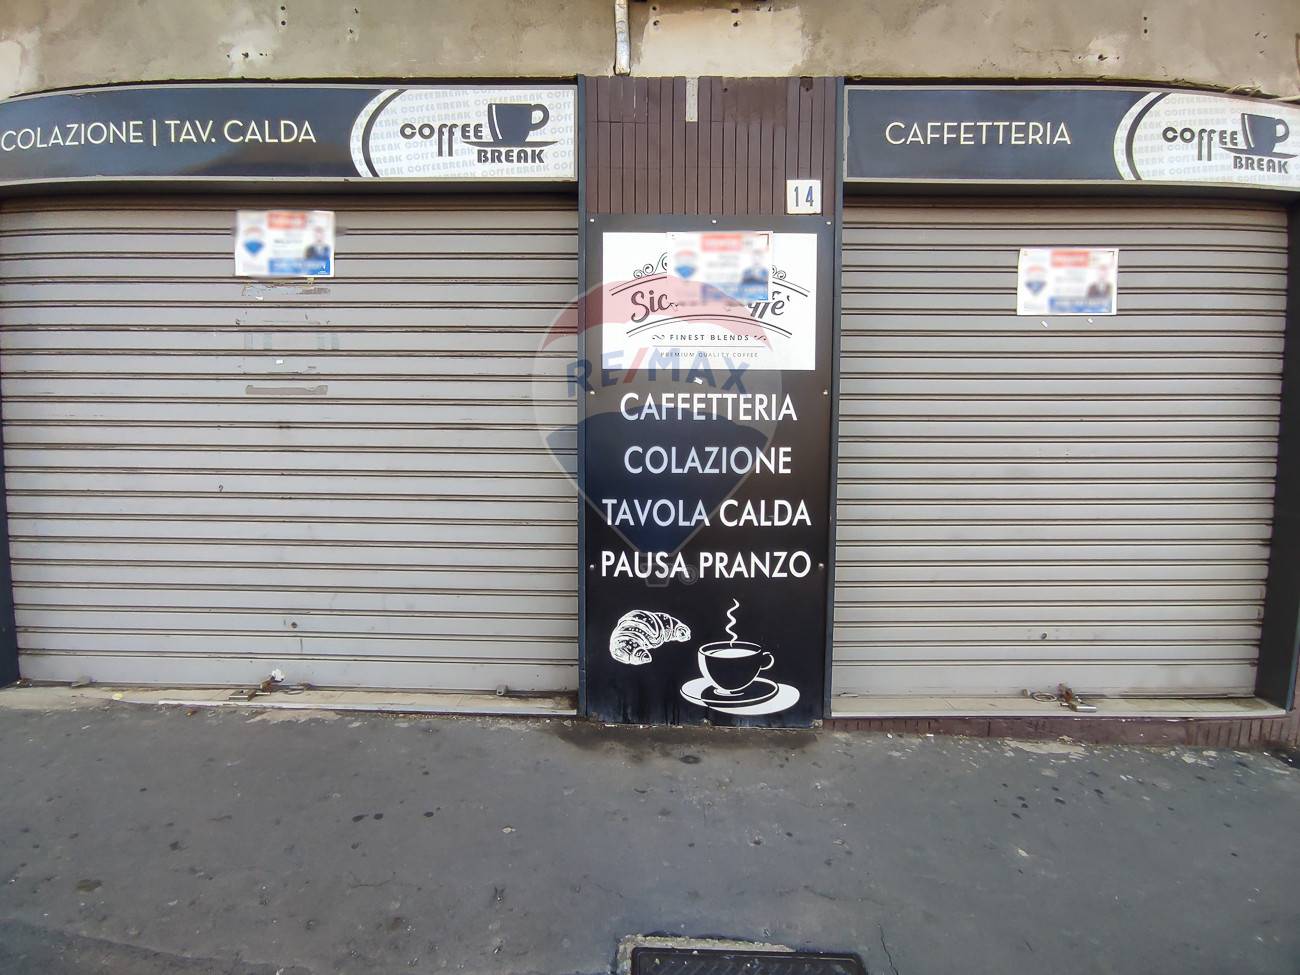 COLAZIONE | TAV. CALDA
COFFEE
BREAK
CAFFETTERIA
COFFEE
BREAK
14
FINEST BLENDS
PREMIUM QUALITY COFFEE
RE/MAX
CAFFETTERIA
COLAZIONE
TAVOLA CALDA
PAUSA PRANZO